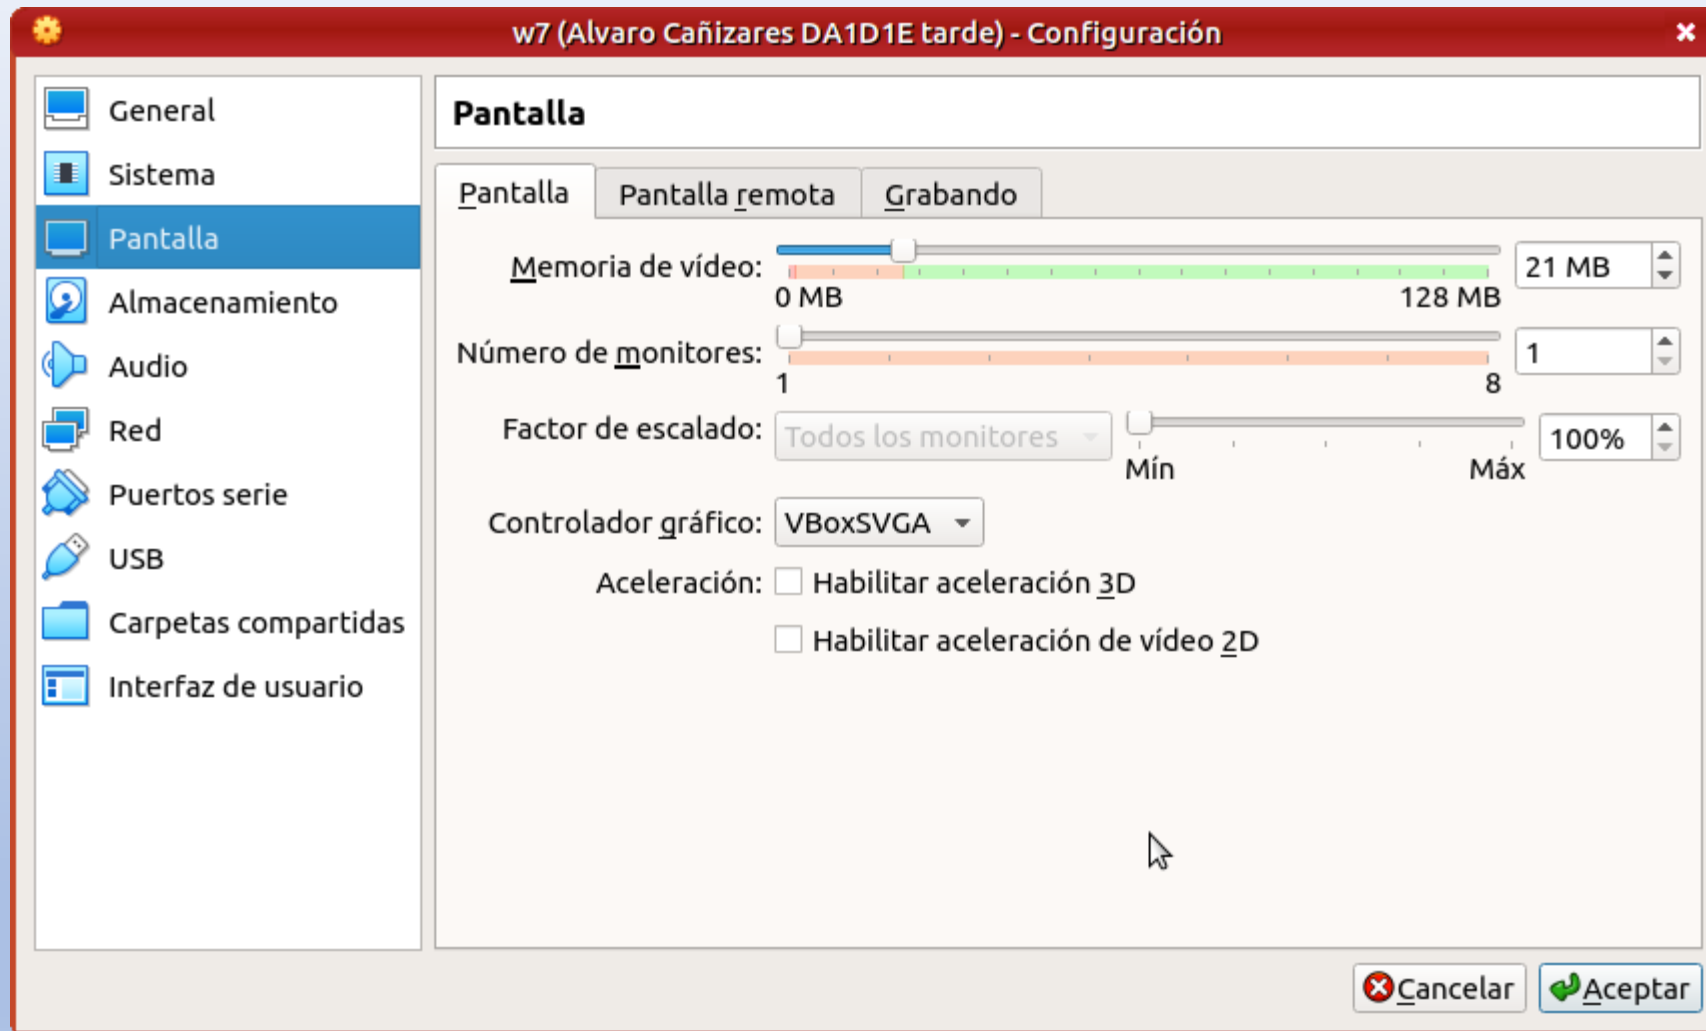 w7 (Alvaro Cañizares DA1D1E tarde) - Configuración
General
Sistema
Pantalla
Almacenamiento
Audio
Red
Puertos serie
USB
Carpetas compartidas
Interfaz de usuario
Pantalla
Pantalla Pantalla remota Grabando
Memoria de vídeo: 21 MB
0 MB 128 MB
Número de monitores: 1
1 8
Factor de escalado: Todos los monitores 100%
Mín Máx
Controlador gráfico: VBoxSVGA
Aceleración: Habilitar aceleración 3D
Habilitar aceleración de vídeo 2D
Cancelar Aceptar